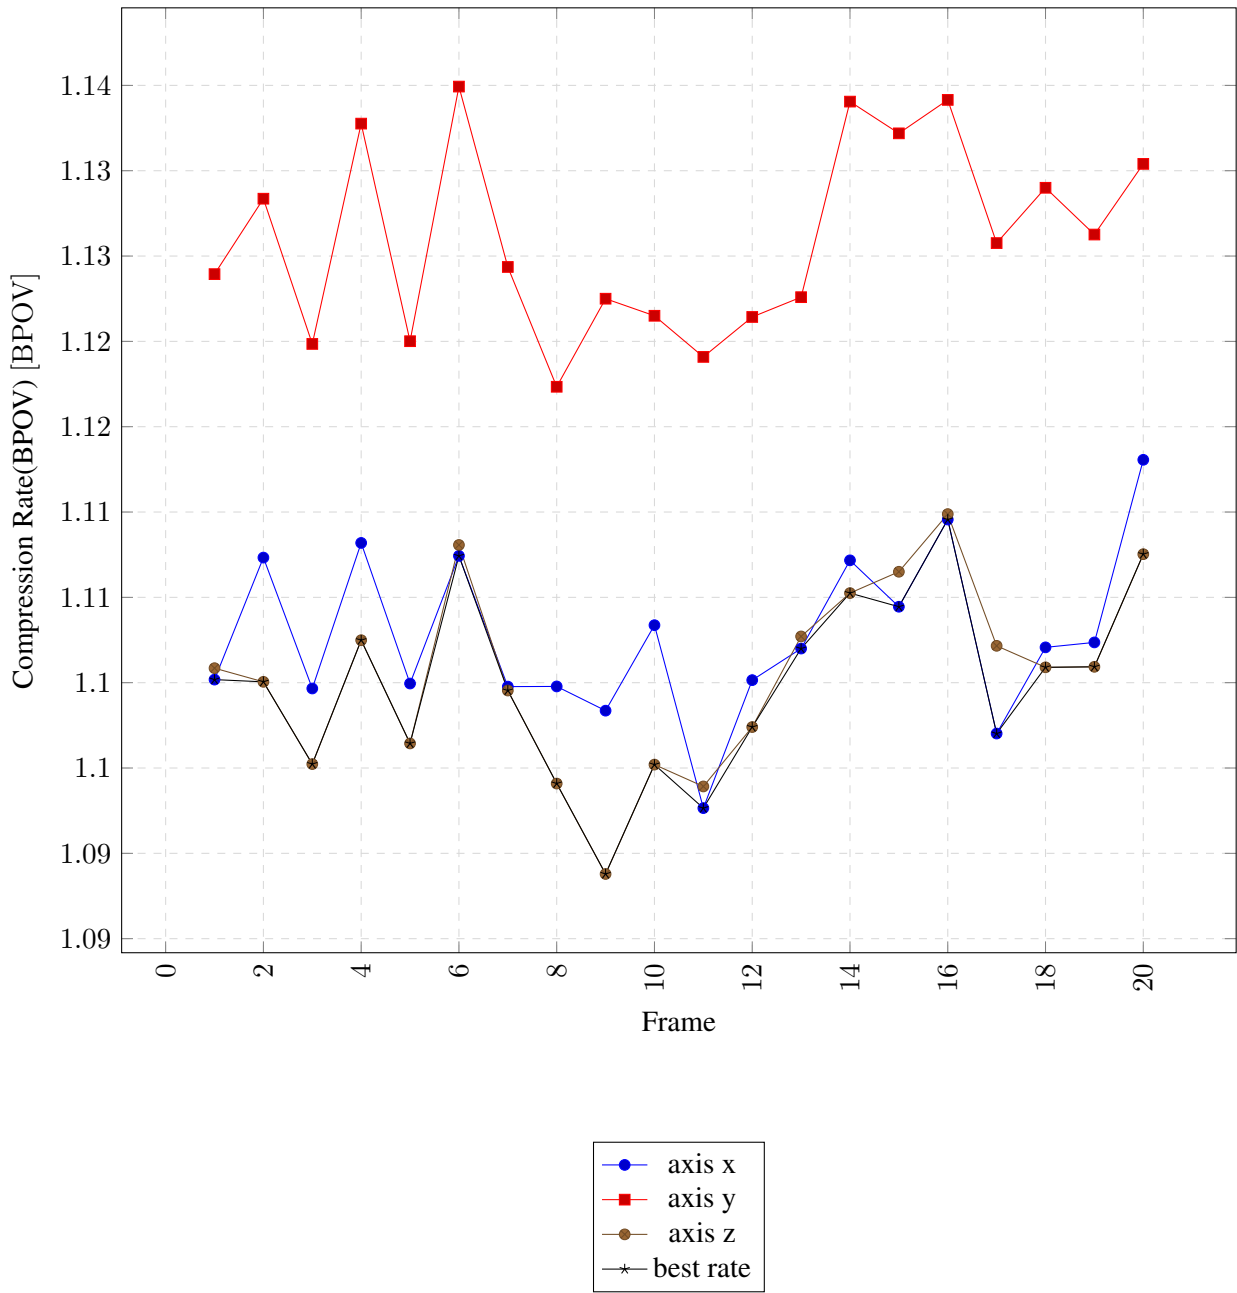 1.14
1.13
1.13
1.12
1.12
1.11
1.11
1.1
1.1
1.09
1.09
Compression Rate(BPOV) [BPOV]
0 2 4 6 8 10 12 14 16 18 20
Frame
axis x
axis y
axis z
best rate